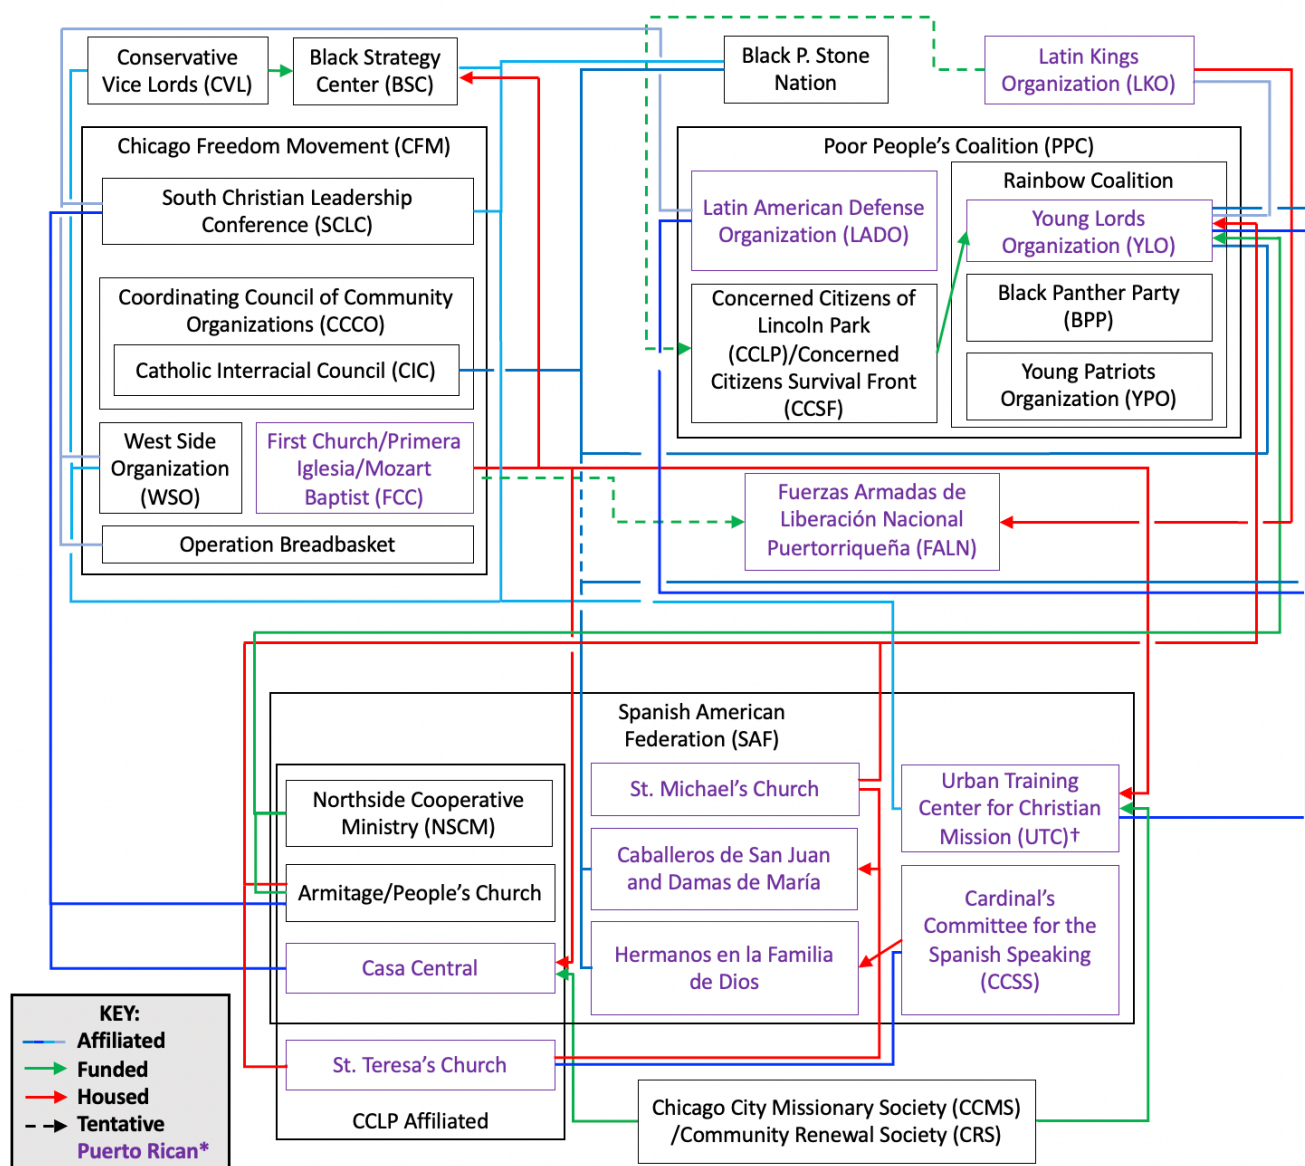 Conservative
Vice Lords (CVL)
Black Strategy
Center (BSC)
Black P. Stone
Nation
Latin Kings
Organization (LKO)
Chicago Freedom Movement (CFM)
South Christian Leadership
Conference (SCLC)
Coordinating Council of Community
Organizations (CCCO)
Catholic Interracial Council (CIC)
West Side
Organization
(WSO)
First Church/Primera
Iglesia/Mozart
Baptist (FCC)
Operation Breadbasket
Poor People’s Coalition (PPC)
Latin American Defense
Organization (LADO)
Concerned Citizens of
Lincoln Park
(CCLP)/Concerned
Citizens Survival Front
(CCSF)
Rainbow Coalition
Young Lords
Organization (YLO)
Black Panther Party
(BPP)
Young Patriots
Organization (YPO)
Fuerzas Armadas de
Liberación Nacional
Puertorriqueña (FALN)
Spanish American
Federation (SAF)
Northside Cooperative
Ministry (NSCM)
Armitage/People’s Church
Casa Central
St. Teresa’s Church
CCLP Affiliated
St. Michael’s Church
Caballeros de San Juan
and Damas de María
Hermanos en la Familia
de Dios
Urban Training
Center for Christian
Mission (UTC)†
Cardinal’s
Committee for the
Spanish Speaking
(CCSS)
Chicago City Missionary Society (CCMS)
/Community Renewal Society (CRS)
KEY:
Affiliated
Funded
Housed
Tentative
Puerto Rican*